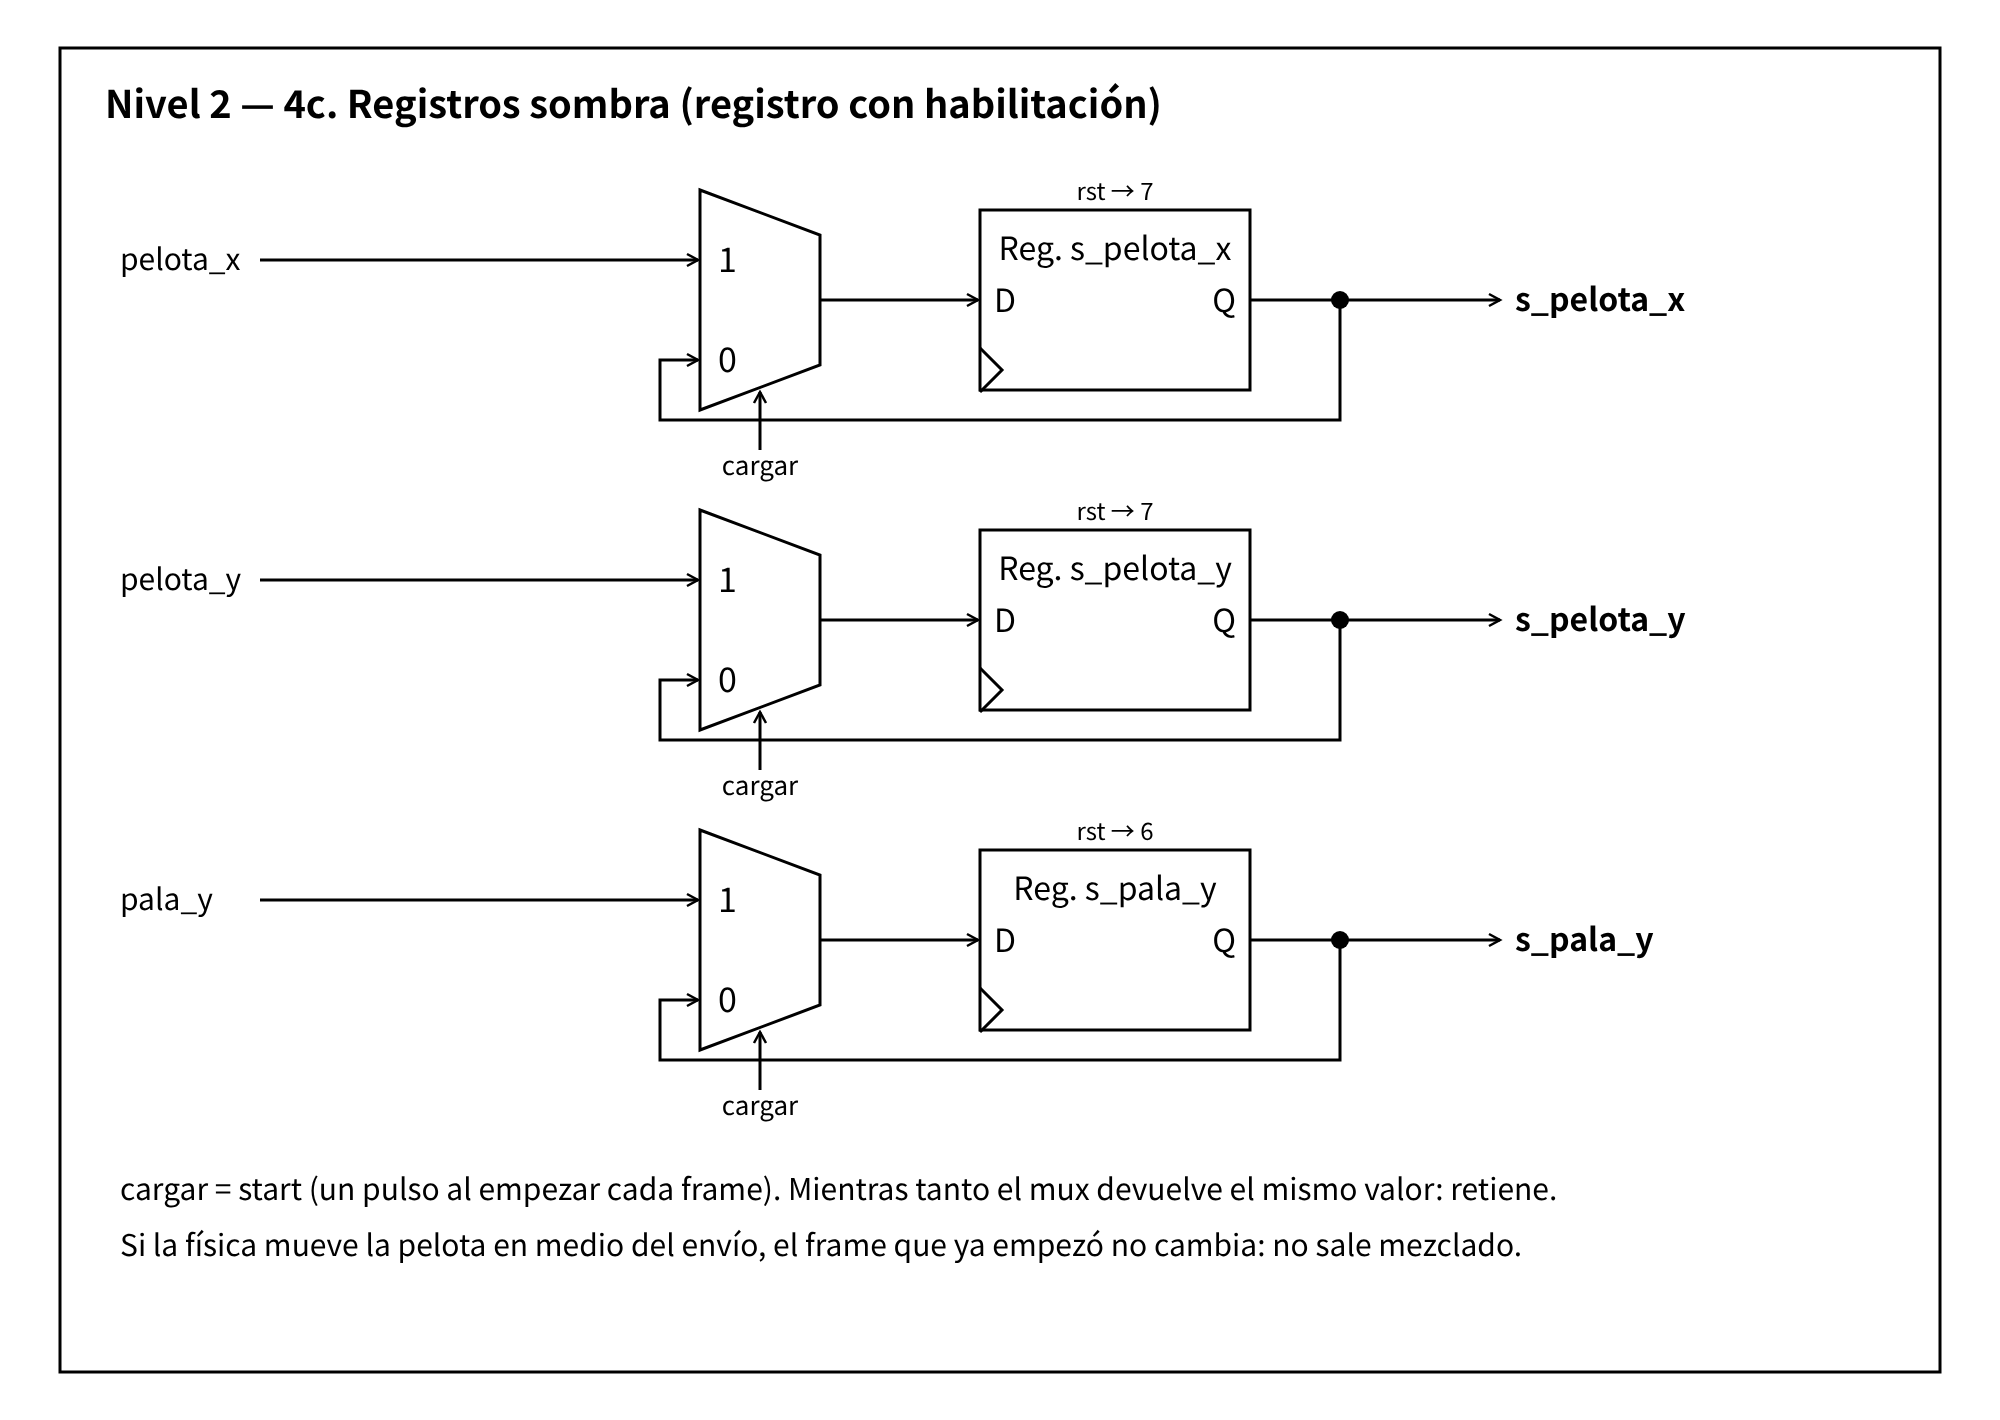 Nivel 2 — 4c. Registros sombra (registro con habilitación)
rst → 7
pelota_x
1
0
Reg. s_pelota_x
D
Q
s_pelota_x
cargar
rst → 7
pelota_y
1
0
Reg. s_pelota_y
D
Q
s_pelota_y
cargar
rst → 6
pala_y
1
0
Reg. s_pala_y
D
Q
s_pala_y
cargar
cargar = start (un pulso al empezar cada frame). Mientras tanto el mux devuelve el mismo valor: retiene.
Si la física mueve la pelota en medio del envío, el frame que ya empezó no cambia: no sale mezclado.